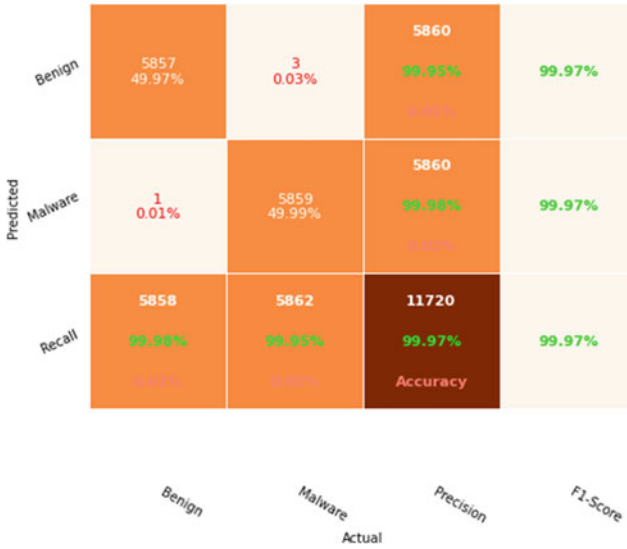 5860
Benign
5857
49.97%
3
0.03%
99.95%
99.97%
5860
Malware
1
0.01%
5859
49.99%
99.98%
99.97%
Predicted
5858
5862
11720
Recall
99.98%
99.95%
99.97%
99.97%
Accuracy
Benign
Malware
Precision
F1-Score
Actual